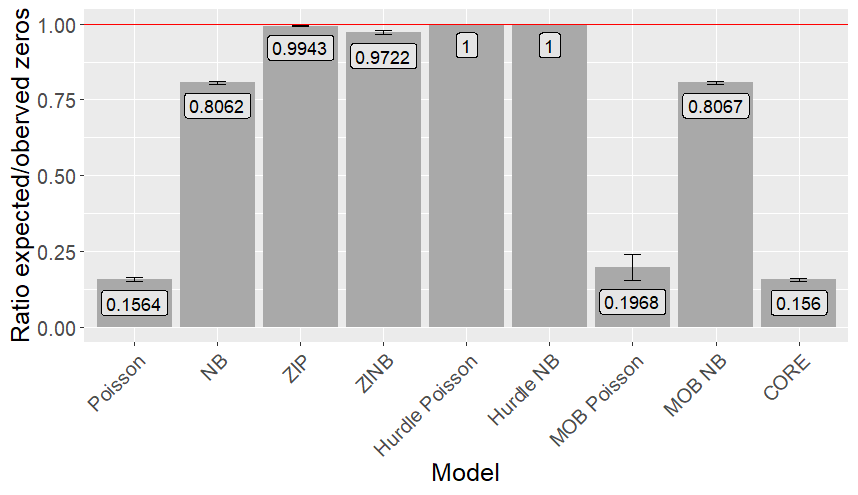 Ratio expected/oberved zeros
1.00
0.75
0.50
0.25
0.00
0.1564
0.8062
0.9943
0.9722
1
1
0.1968
0.8067
0.156
Poisson
NB
ZIP
ZINB
Hurdle Poisson
Hurdle NB
MOB Poisson
MOB NB
CORE
Model